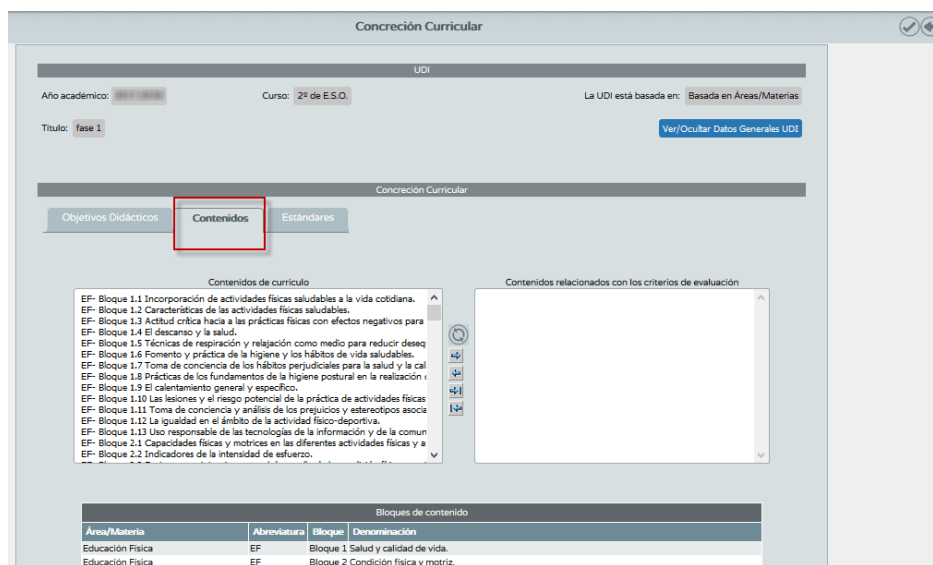 Concreción Curricular
UDI
Año académico:
Curso: 2º de E.S.O.
La UDI está basada en: Basada en Áreas/Materias
Título: fase 1
Ver/Ocultar Datos Generales UDI
Concreción Curricular
Objetivos Didácticos
Contenidos
Estándares
Contenidos de currículo
EF- Bloque 1.1 Incorporación de actividades físicas saludables a la vida cotidiana.
EF- Bloque 1.2 Características de las actividades físicas saludables.
EF- Bloque 1.3 Actitud crítica hacia a las prácticas físicas con efectos negativos para
EF- Bloque 1.4 El descanso y la salud.
EF- Bloque 1.5 Técnicas de respiración y relajación como medio para reducir deseq
EF- Bloque 1.6 Fomento y práctica de la higiene y los hábitos de vida saludables.
EF- Bloque 1.7 Toma de conciencia de los hábitos perjudiciales para la salud y la cal
EF- Bloque 1.8 Prácticas de los fundamentos de la higiene postural en la realización
EF- Bloque 1.9 El calentamiento general y específico.
EF- Bloque 1.10 Las lesiones y el riesgo potencial de la práctica de actividades físicas
EF- Bloque 1.11 Toma de conciencia y análisis de los prejuicios y estereotipos asocia
EF- Bloque 1.12 La igualdad en el ámbito de la actividad físico-deportiva.
EF- Bloque 1.13 Uso responsable de las tecnologías de la información y de la comun
EF- Bloque 2.1 Capacidades físicas y motrices en las diferentes actividades físicas y a
EF- Bloque 2.2 Indicadores de la intensidad de esfuerzo.
Contenidos relacionados con los criterios de evaluación
Bloques de contenido
Área/Materia Abreviatura Bloque Denominación
Educación Física EF Bloque 1 Salud y calidad de vida.
Educación Física EF Bloque 2 Condición física y motriz.